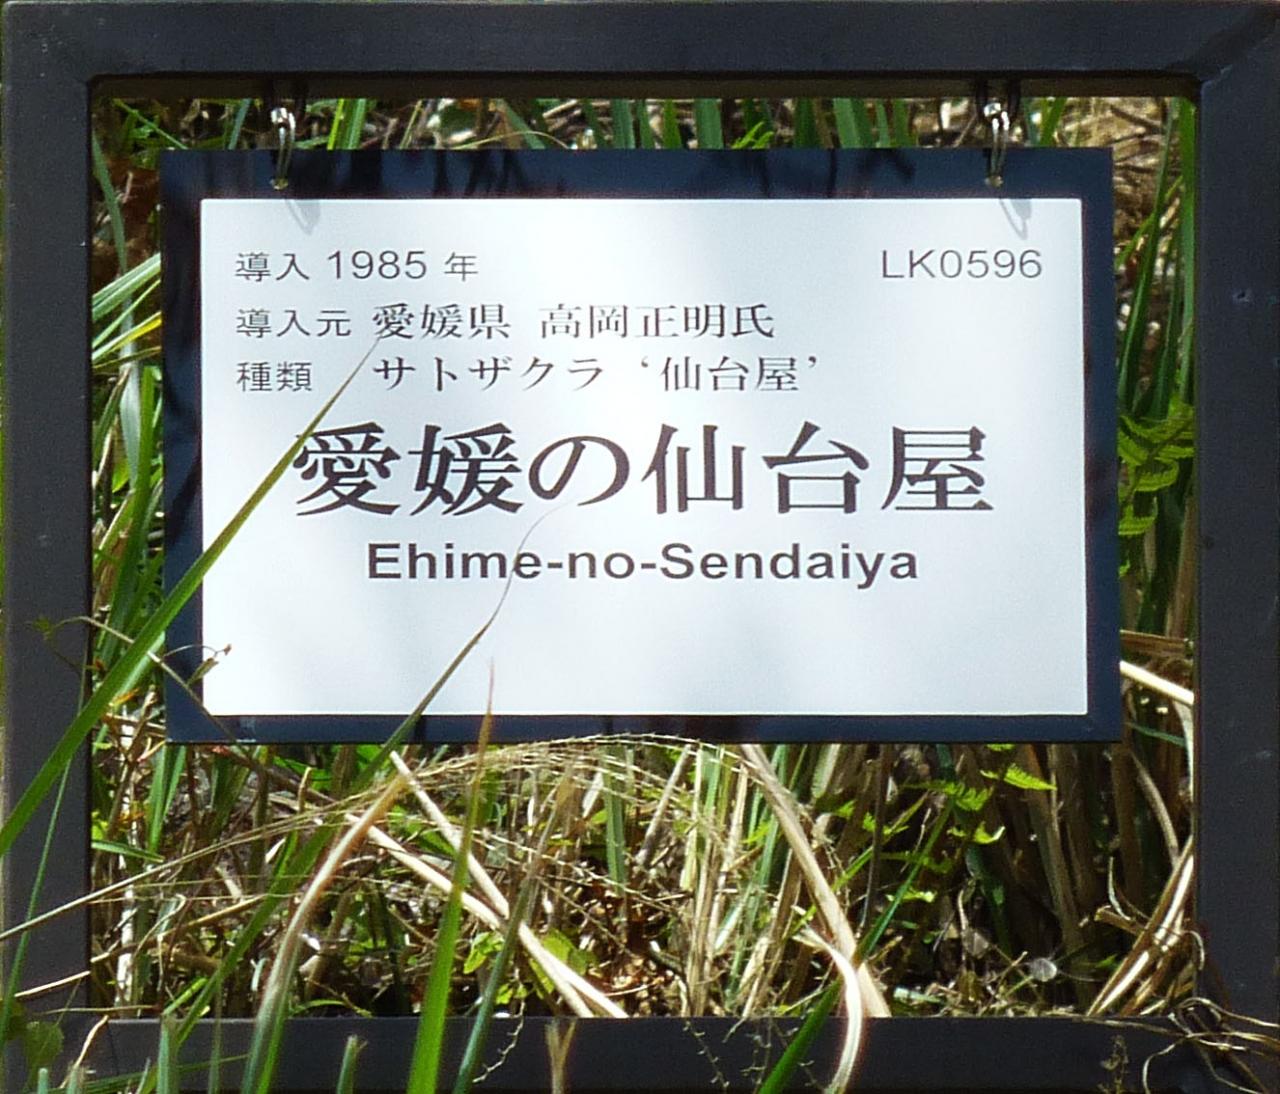 導入 1985 年 LK0596
導入元 愛媛県 高岡正明氏
種類 サトザクラ ‘仙台屋’
愛媛の仙台屋
Ehime-no-Sendaiya